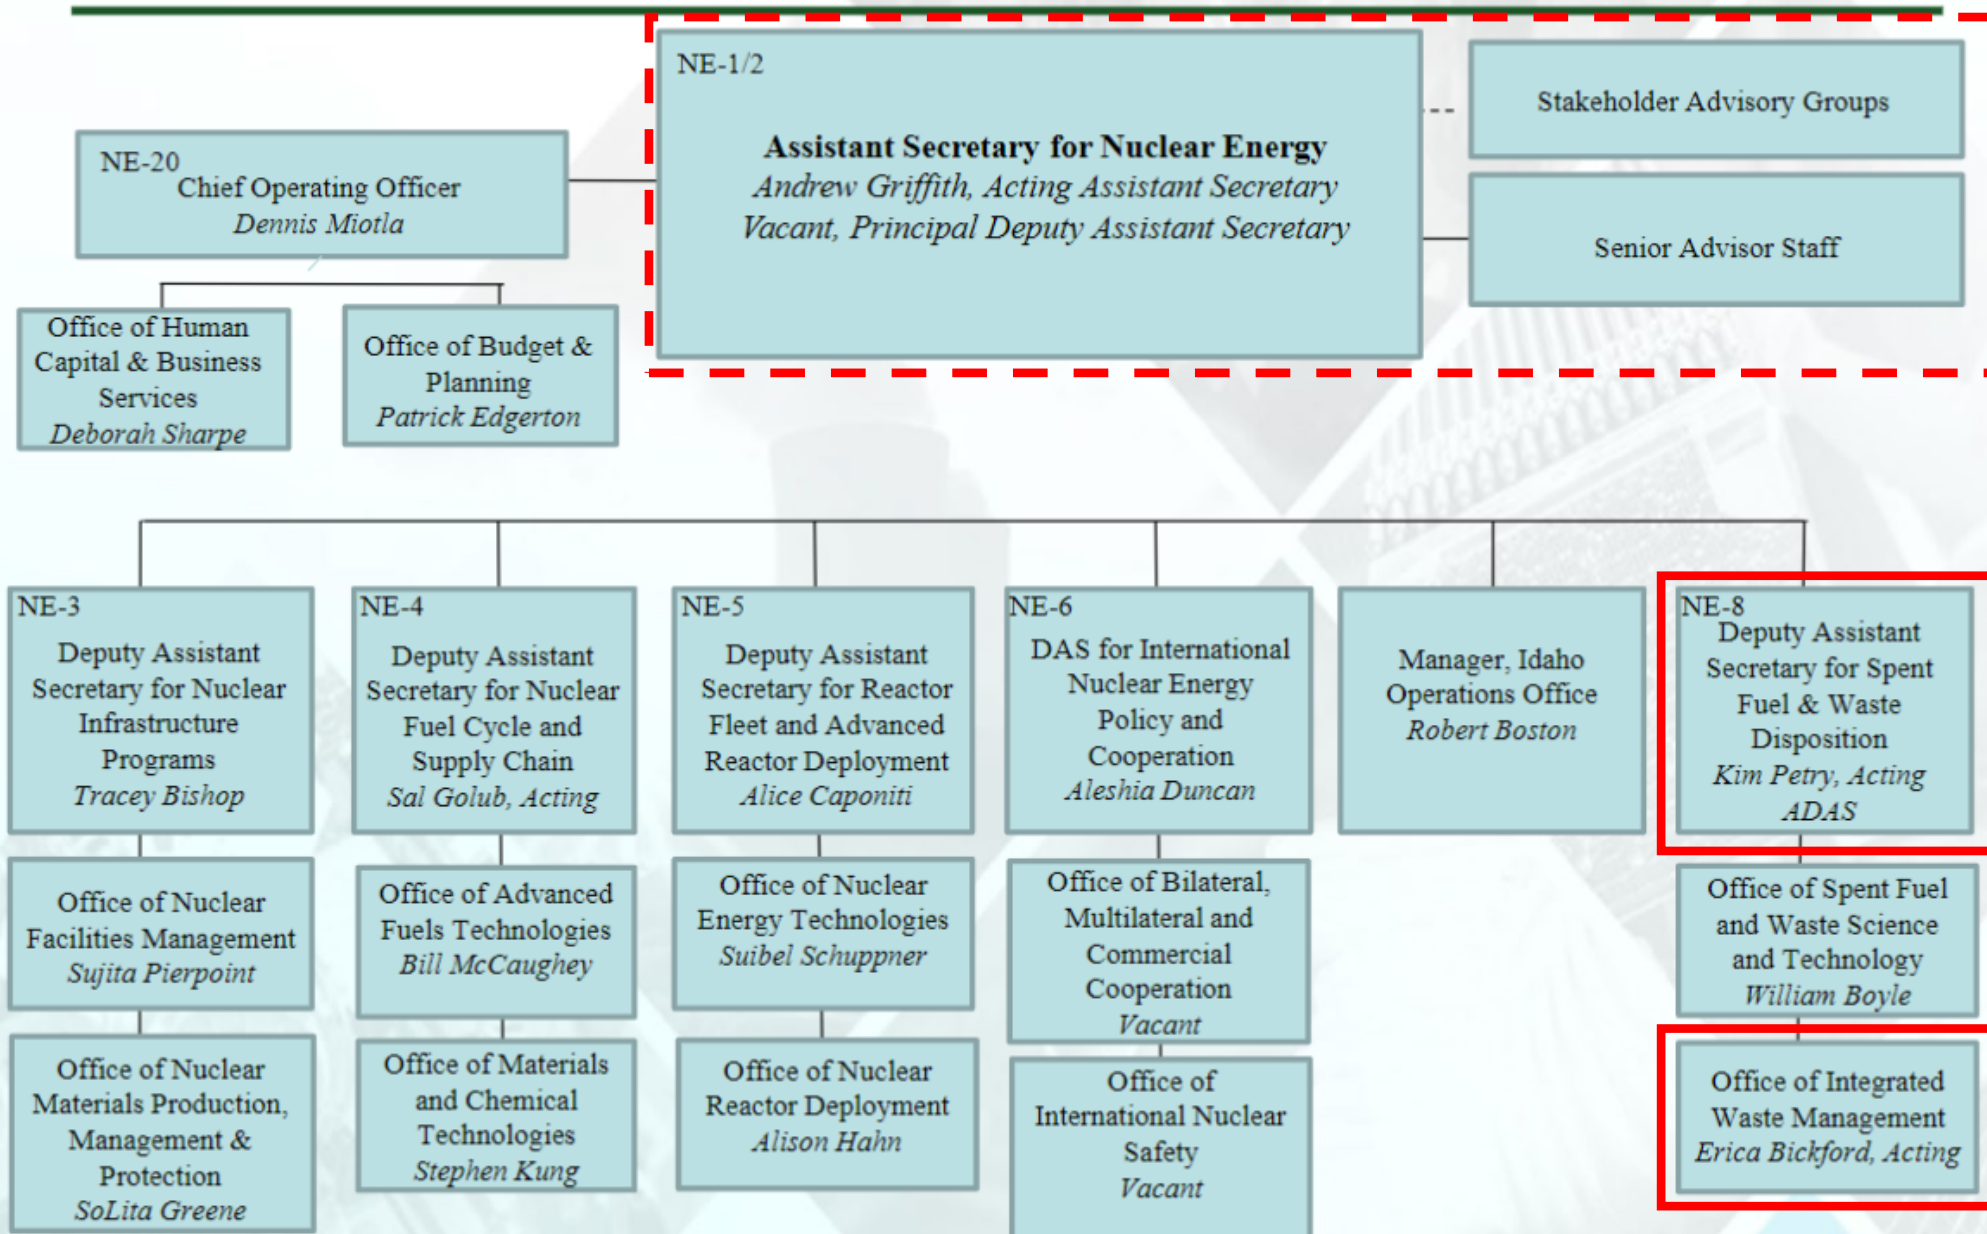 NE-1/2
Assistant Secretary for Nuclear Energy
Andrew Griffith, Acting Assistant Secretary
Vacant, Principal Deputy Assistant Secretary
Stakeholder Advisory Groups
Senior Advisor Staff
NE-20
Chief Operating Officer
Dennis Miotla
Office of Human
Capital & Business
Services
Deborah Sharpe
Office of Budget &
Planning
Patrick Edgerton
NE-3
Deputy Assistant
Secretary for Nuclear
Infrastructure
Programs
Tracey Bishop
NE-4
Deputy Assistant
Secretary for Nuclear
Fuel Cycle and
Supply Chain
Sal Golub, Acting
NE-5
Deputy Assistant
Secretary for Reactor
Fleet and Advanced
Reactor Deployment
Alice Caponiti
NE-6
DAS for International
Nuclear Energy
Policy and
Cooperation
Aleshia Duncan
Manager, Idaho
Operations Office
Robert Boston
NE-8
Deputy Assistant
Secretary for Spent
Fuel & Waste
Disposition
Kim Petry, Acting
ADAS
Office of Nuclear
Facilities Management
Sujita Pierpoint
Office of Advanced
Fuels Technologies
Bill McCaughey
Office of Nuclear
Energy Technologies
Suibel Schuppner
Office of Bilateral,
Multilateral and
Commercial
Cooperation
Vacant
Office of Spent Fuel
and Waste Science
and Technology
William Boyle
Office of Nuclear
Materials Production,
Management &
Protection
SoLita Greene
Office of Materials
and Chemical
Technologies
Stephen Kung
Office of Nuclear
Reactor Deployment
Alison Hahn
Office of
International Nuclear
Safety
Vacant
Office of Integrated
Waste Management
Erica Bickford, Acting